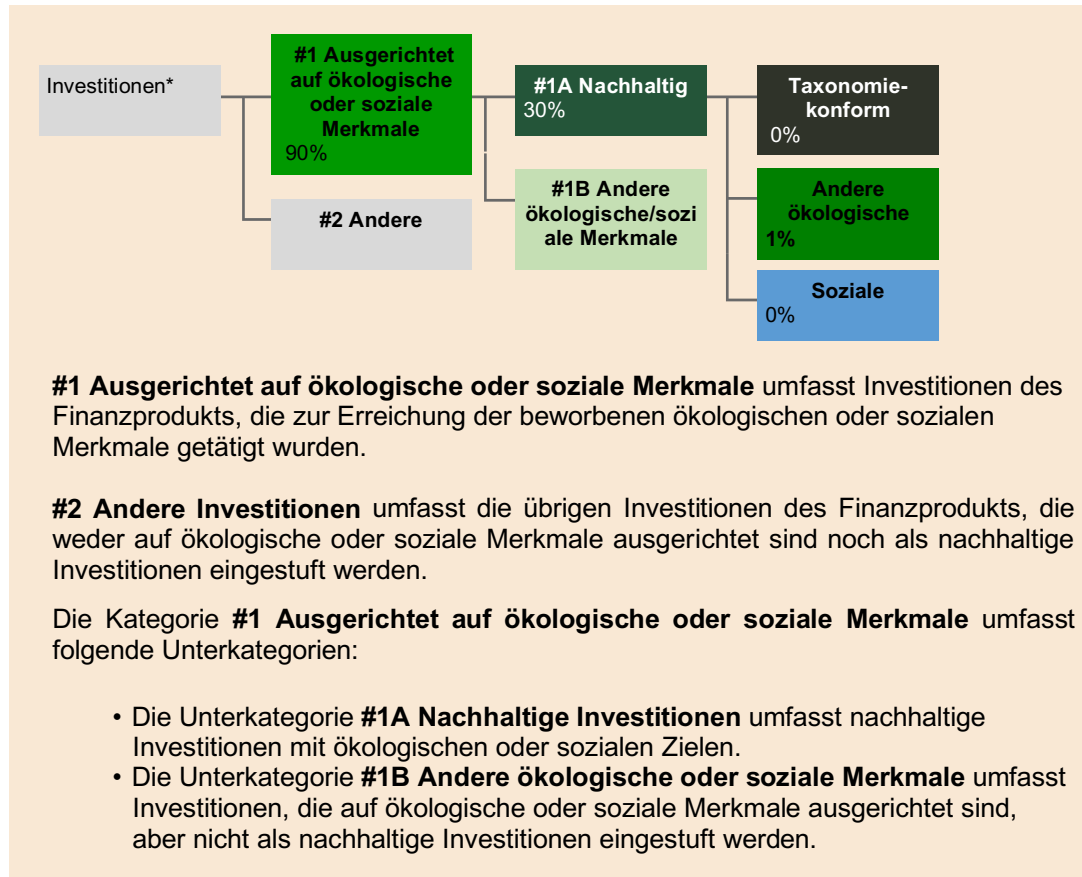 Investitionen*
#1 Ausgerichtet
auf ökologische
oder soziale
Merkmale
90%
#2 Andere
#1A Nachhaltig
30%
#1B Andere
ökologische/sozi
ale Merkmale
Taxonomie-
konform
0%
Andere
ökologische
1%
Soziale
0%
#1 Ausgerichtet auf ökologische oder soziale Merkmale umfasst Investitionen des
Finanzprodukts, die zur Erreichung der beworbenen ökologischen oder sozialen
Merkmale getätigt wurden.
#2 Andere Investitionen umfasst die übrigen Investitionen des Finanzprodukts, die
weder auf ökologische oder soziale Merkmale ausgerichtet sind noch als nachhaltige
Investitionen eingestuft werden.
Die Kategorie #1 Ausgerichtet auf ökologische oder soziale Merkmale umfasst
folgende Unterkategorien:
• Die Unterkategorie #1A Nachhaltige Investitionen umfasst nachhaltige
Investitionen mit ökologischen oder sozialen Zielen.
• Die Unterkategorie #1B Andere ökologische oder soziale Merkmale umfasst
Investitionen, die auf ökologische oder soziale Merkmale ausgerichtet sind,
aber nicht als nachhaltige Investitionen eingestuft werden.